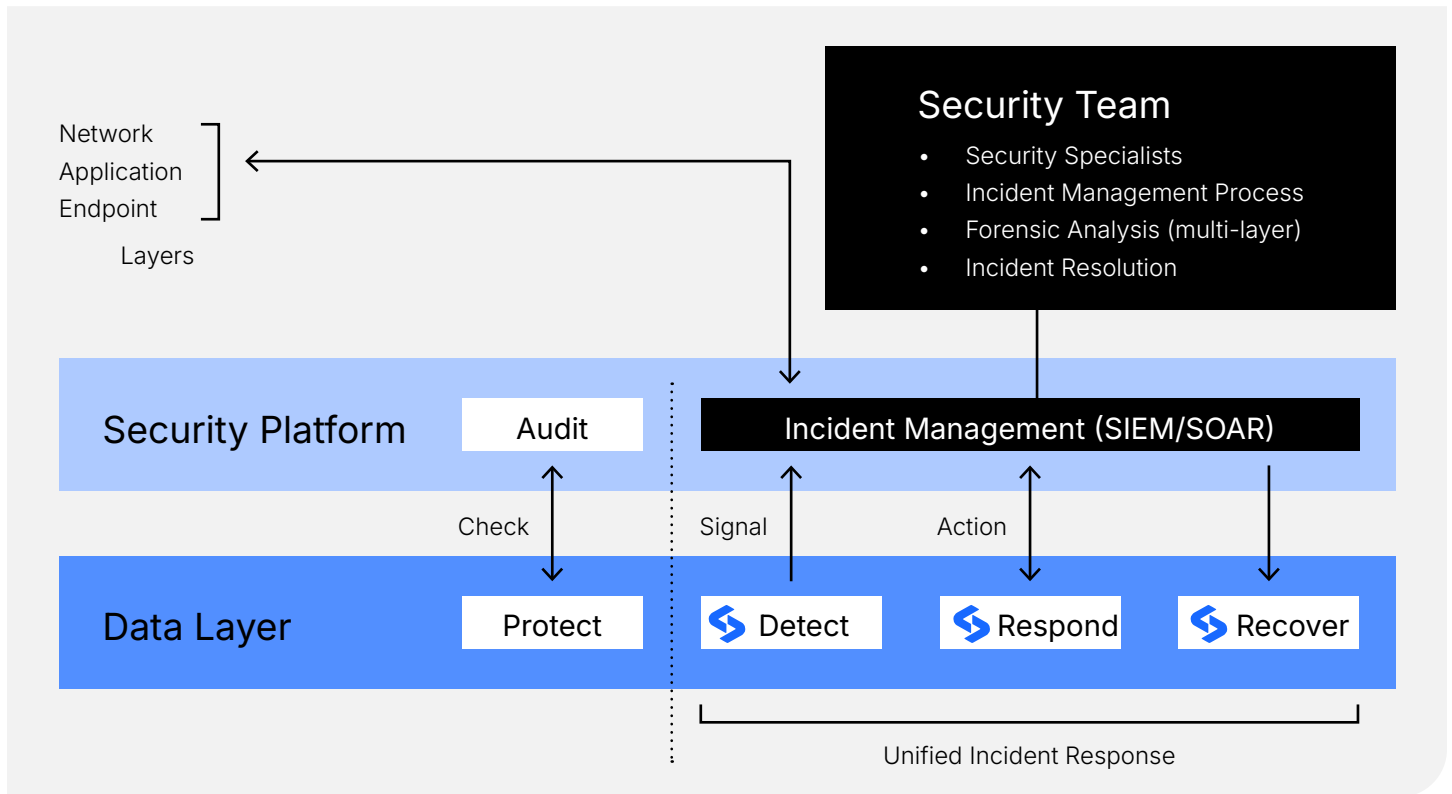 Security Team
• Security Specialists
• Incident Management Process
• Forensic Analysis (multi-layer)
• Incident Resolution
Network
Application
Endpoint
Layers
Security Platform
Audit
Incident Management (SIEM/SOAR)
Check
Signal
Action
Data Layer
Protect
Detect
Respond
Recover
Unified Incident Response